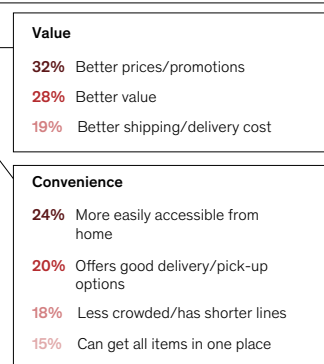 Value
32% Better prices/promotions
28% Better value
19% Better shipping/delivery cost
Convenience
24% More easily accessible from
home
20% Offers good delivery/pick-up
options
18% Less crowded/has shorter lines
15% Can get all items in one place